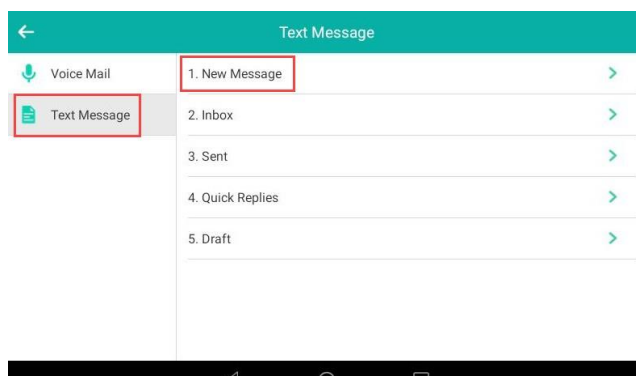 Text Message
Voice Mail
Text Message
1. New Message
2. Inbox
3. Sent
4. Quick Replies
5. Draft